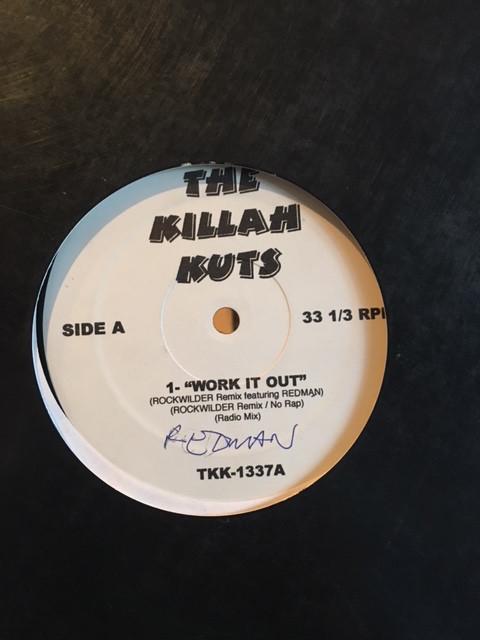 THE
KILLAH
KUTS
SIDE A
33 1/3 RPM
1- "WORK IT OUT"
(ROCKWILDER Remix featuring REDMAN)
(ROCKWILDER Remix / No Rap)
(Radio Mix)
REDMAN
TKK-1337A